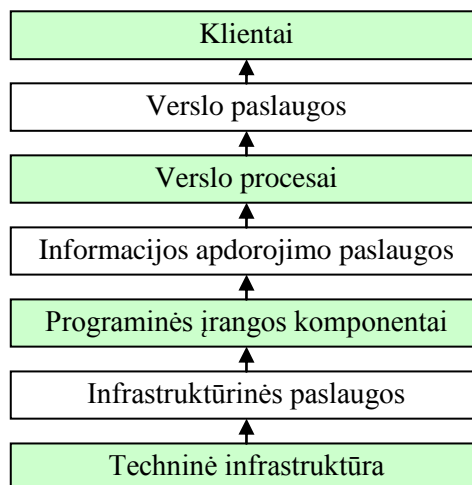 Klientai
Verslo paslaugos
Verslo procesai
Informacijos apdorojimo paslaugos
Programinės įrangos komponentai
Infrastruktūrinės paslaugos
Techninė infrastruktūra